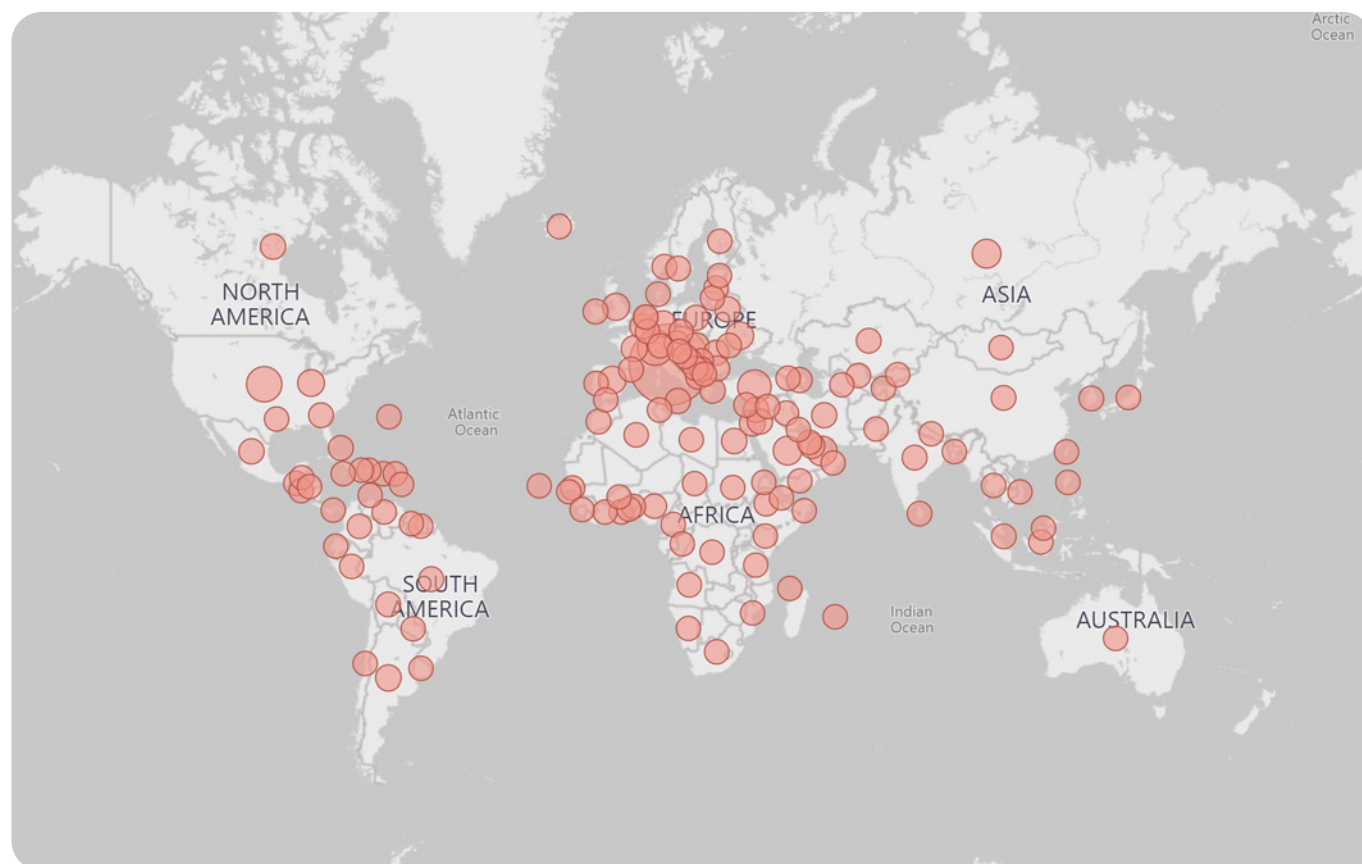 Arctic
Ocean
NORTH
AMERICA
ASIA
EUROPE
Atlantic
Ocean
AFRICA
SOUTH
AMERICA
Indian
Ocean
AUSTRALIA